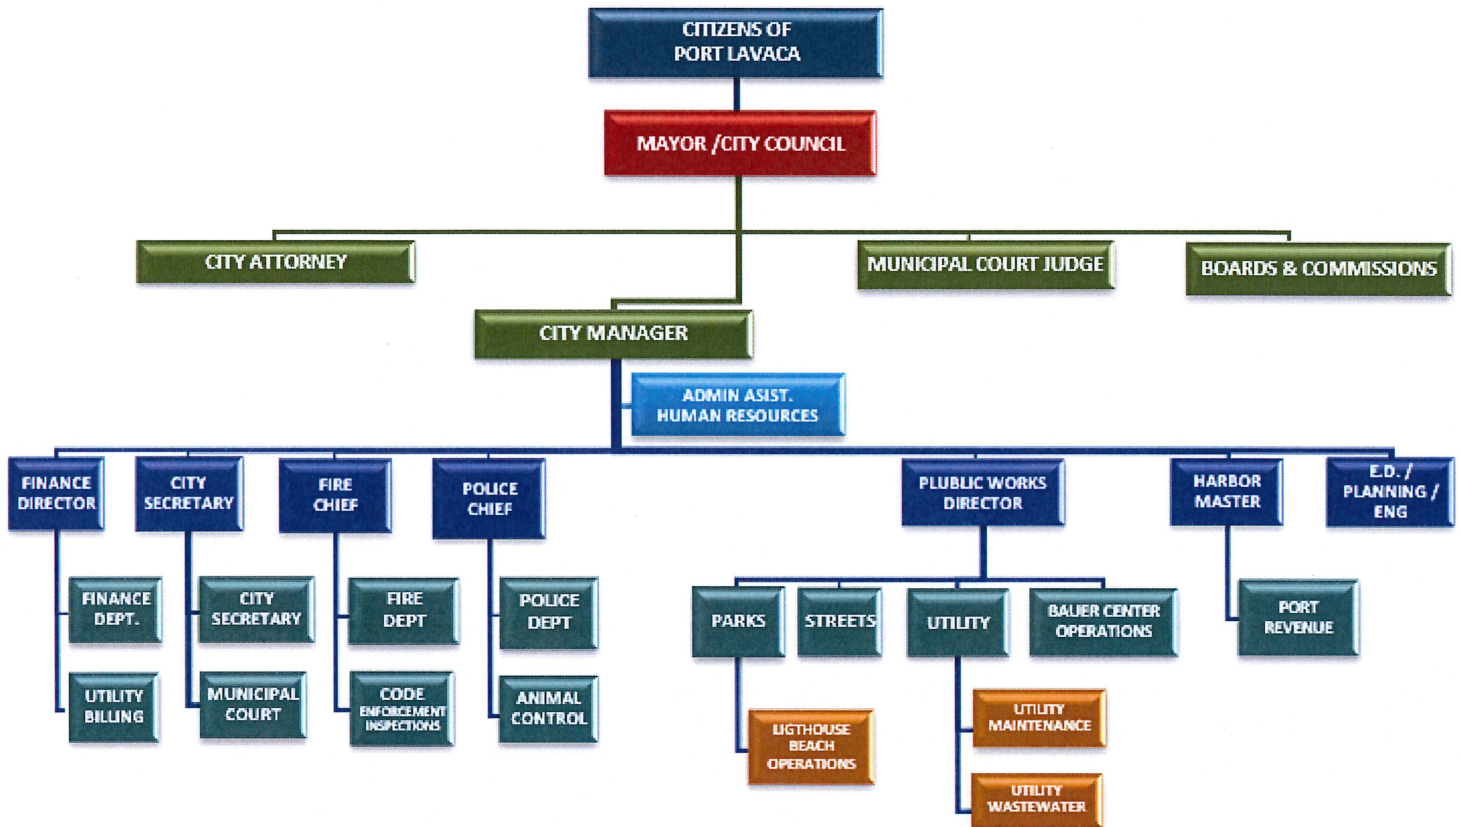 CITIZENS OF
PORT LAVACA
MAYOR /CITY COUNCIL
CITY ATTORNEY
MUNICIPAL COURT JUDGE
BOARDS & COMMISSIONS
CITY MANAGER
ADMIN ASIST.
HUMAN RESOURCES
FINANCE
DIRECTOR
CITY
SECRETARY
FIRE
CHIEF
POLICE
CHIEF
PLUBLIC WORKS
DIRECTOR
HARBOR
MASTER
E.D. /
PLANNING /
ENG
FINANCE
DEPT.
CITY
SECRETARY
FIRE
DEPT
POLICE
DEPT
PARKS
STREETS
UTILITY
BAUER CENTER
OPERATIONS
PORT
REVENUE
UTILITY
BILLING
MUNICIPAL
COURT
CODE
ENFORCEMENT
INSPECTIONS
ANIMAL
CONTROL
LIGTHOUSE
BEACH
OPERATIONS
UTILITY
MAINTENANCE
UTILITY
WASTEWATER